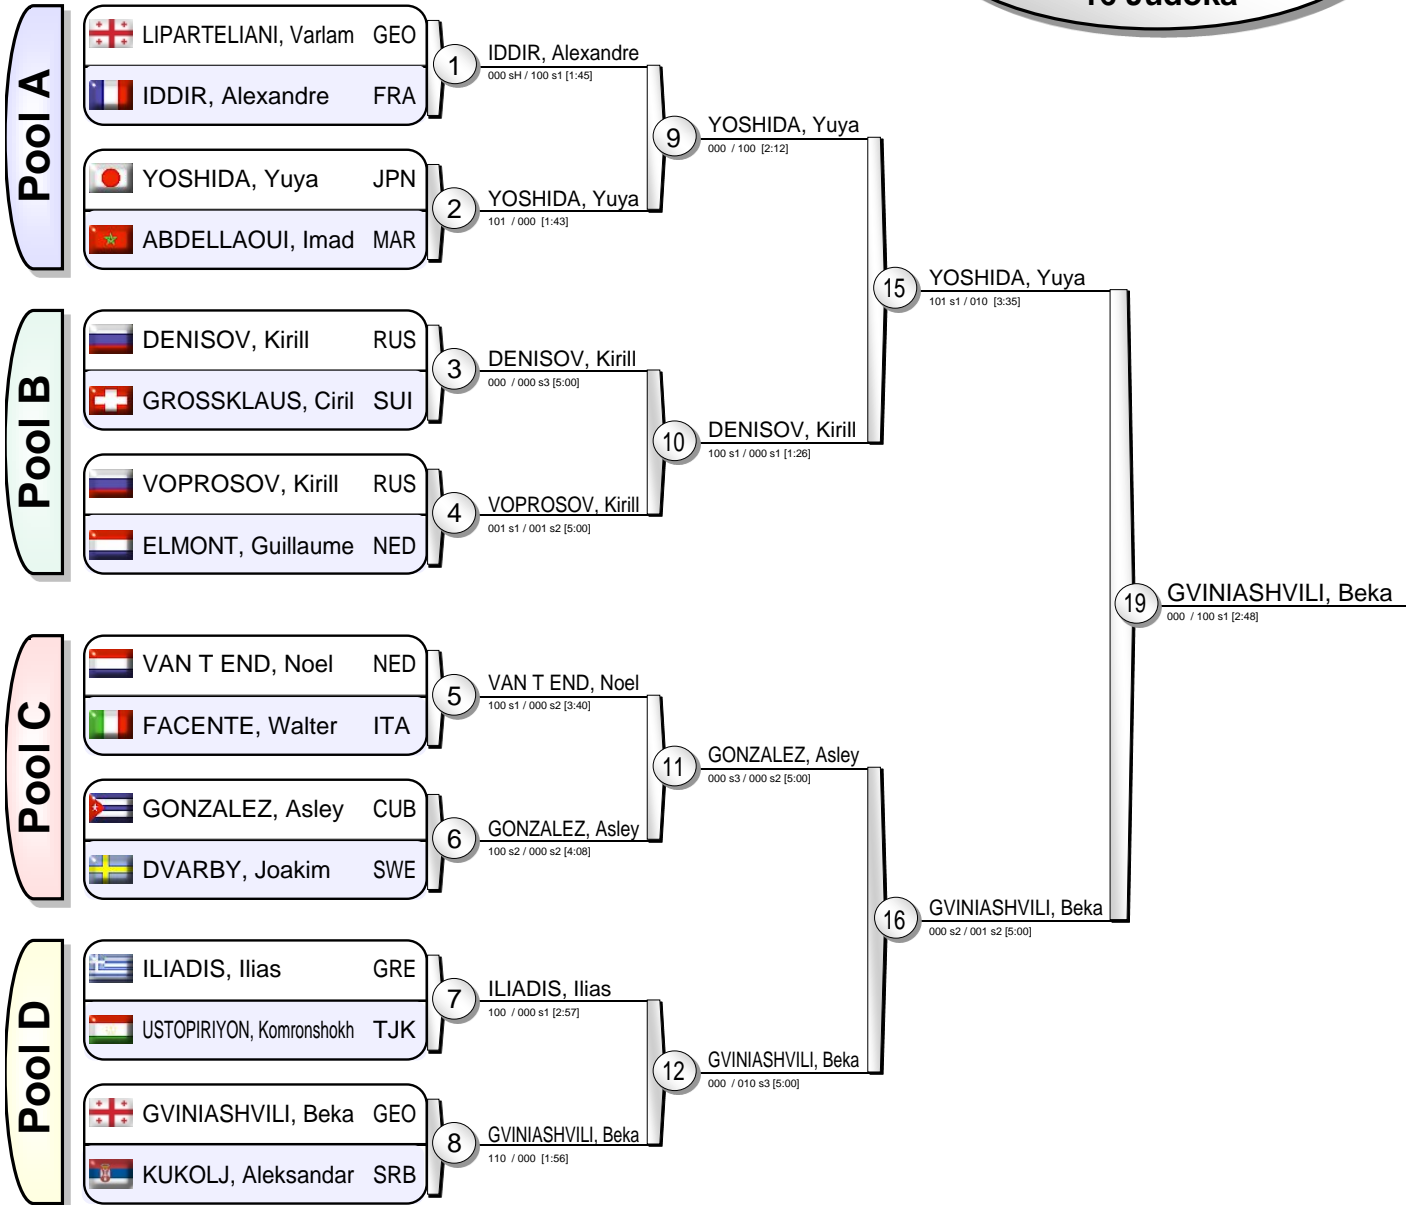 16 Judoka
Pool A
LIPARTELIANI, Varlam GEO
IDDIR, Alexandre FRA
YOSHIDA, Yuya JPN
ABDELLAOUI, Imad MAR
1
IDDIR, Alexandre
000 sH / 100 s1 [1:45]
2
YOSHIDA, Yuya
101 / 000 [1:43]
9
YOSHIDA, Yuya
000 / 100 [2:12]
Pool B
DENISOV, Kirill RUS
GROSSKLAUS, Ciril SUI
VOPROSOV, Kirill RUS
ELMONT, Guillaume NED
3
DENISOV, Kirill
000 / 000 s3 [5:00]
4
VOPROSOV, Kirill
001 s1 / 001 s2 [5:00]
10
DENISOV, Kirill
100 s1 / 000 s1 [1:26]
15
YOSHIDA, Yuya
101 s1 / 010 [3:35]
Pool C
VAN T END, Noel NED
FACENTE, Walter ITA
GONZALEZ, Asley CUB
DVARBY, Joakim SWE
5
VAN T END, Noel
100 s1 / 000 s2 [3:40]
6
GONZALEZ, Asley
100 s2 / 000 s2 [4:08]
11
GONZALEZ, Asley
000 s3 / 000 s2 [5:00]
Pool D
ILIADIS, Ilias GRE
USTOPIRIYON, Komronshokh TJK
GVINIASHVILI, Beka GEO
KUKOLJ, Aleksandar SRB
7
ILIADIS, Ilias
100 / 000 s1 [2:57]
8
GVINIASHVILI, Beka
110 / 000 [1:56]
12
GVINIASHVILI, Beka
000 / 010 s3 [5:00]
16
GVINIASHVILI, Beka
000 s2 / 001 s2 [5:00]
19
GVINIASHVILI, Beka
000 / 100 s1 [2:48]